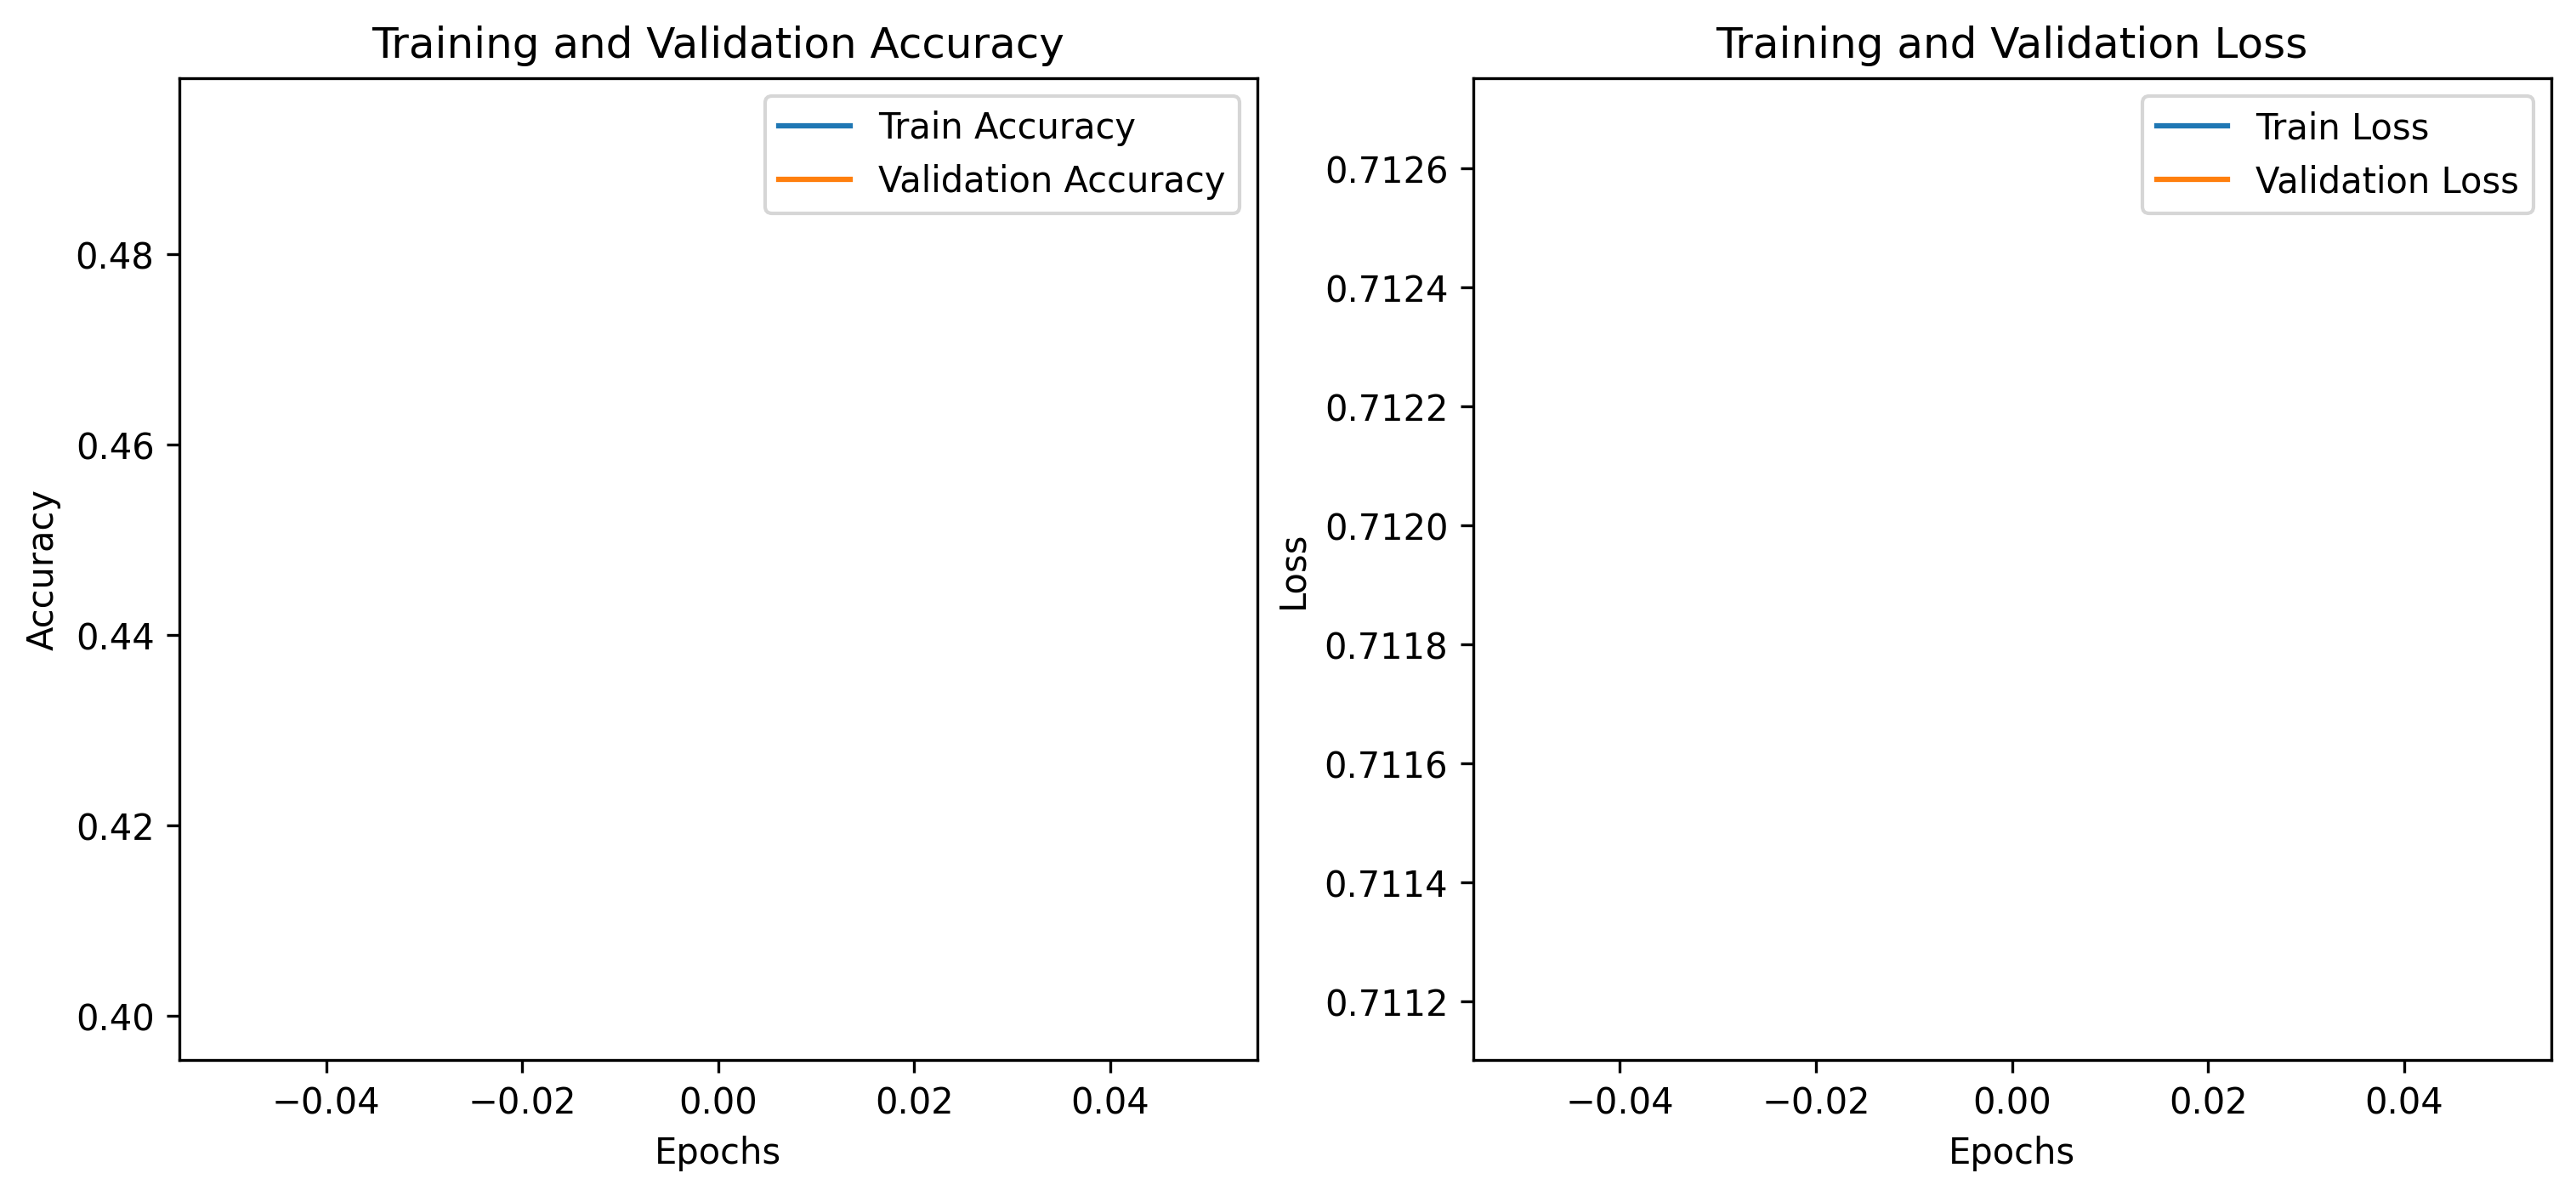 Training and Validation Accuracy
Train Accuracy
Validation Accuracy
0.48
0.46
0.44
0.42
0.40
Accuracy
−0.04 −0.02 0.00 0.02 0.04
Epochs
Training and Validation Loss
Train Loss
Validation Loss
0.7126
0.7124
0.7122
0.7120
0.7118
0.7116
0.7114
0.7112
Loss
−0.04 −0.02 0.00 0.02 0.04
Epochs